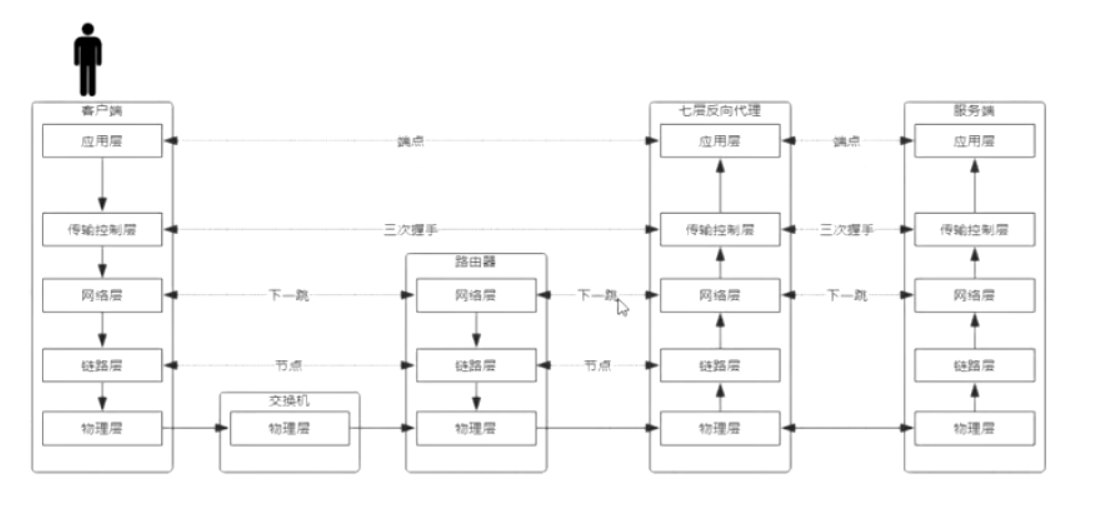 客户端
七层反向代理
服务端
应用层
端点
应用层
端点
应用层
传输控制层
三次握手
传输控制层
三次握手
传输控制层
路由器
网络层
下一跳
网络层
下一跳
网络层
下一跳
网络层
链路层
节点
链路层
节点
链路层
链路层
交换机
物理层
物理层
物理层
物理层
物理层